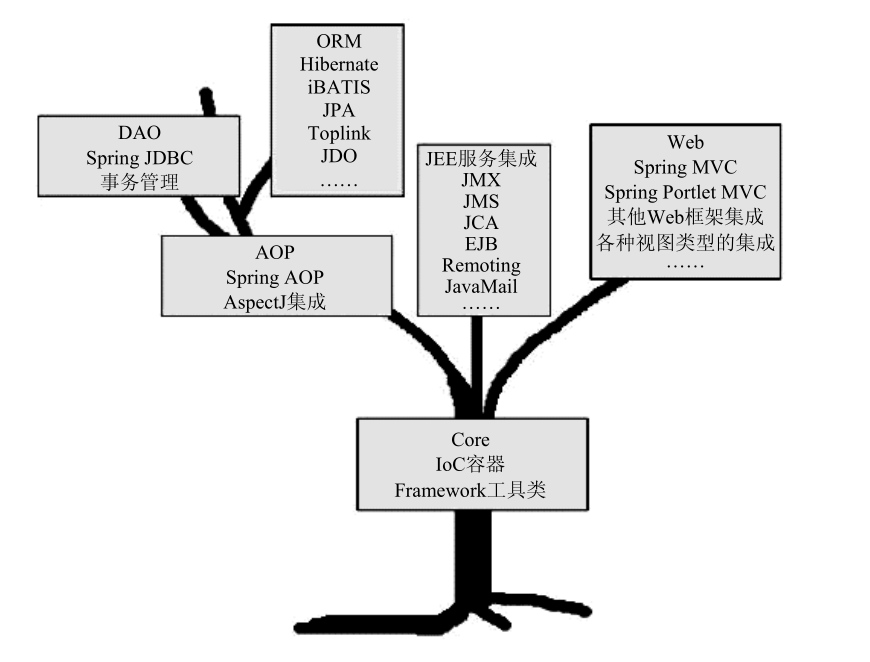 ORM
Hibernate
iBATIS
JPA
Toplink
JDO
……
DAO
Spring JDBC
事务管理
JEE服务集成
JMX
JMS
JCA
EJB
Remoting
JavaMail
……
Web
Spring MVC
Spring Portlet MVC
其他Web框架集成
各种视图类型的集成
……
AOP
Spring AOP
AspectJ集成
Core
IoC容器
Framework工具类